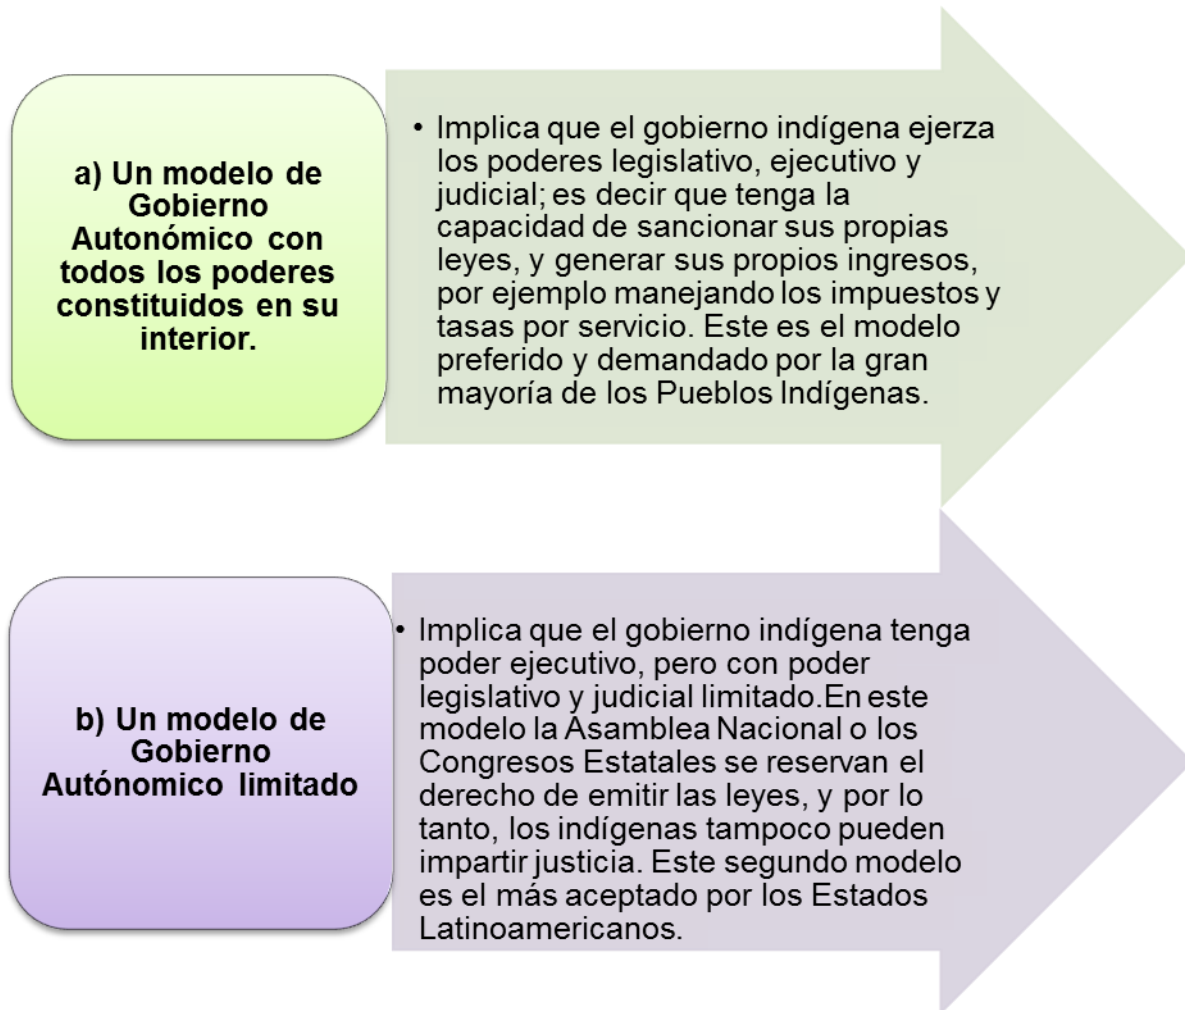 a) Un modelo de
Gobierno
Autonómico con
todos los poderes
constituidos en su
interior.
• Implica que el gobierno indígena ejerza
los poderes legislativo, ejecutivo y
judicial; es decir que tenga la
capacidad de sancionar sus propias
leyes, y generar sus propios ingresos,
por ejemplo manejando los impuestos y
tasas por servicio. Este es el modelo
preferido y demandado por la gran
mayoría de los Pueblos Indígenas.
b) Un modelo de
Gobierno
Autónomico limitado
• Implica que el gobierno indígena tenga
poder ejecutivo, pero con poder
legislativo y judicial limitado.En este
modelo la Asamblea Nacional o los
Congresos Estatales se reservan el
derecho de emitir las leyes, y por lo
tanto, los indígenas tampoco pueden
impartir justicia. Este segundo modelo
es el más aceptado por los Estados
Latinoamericanos.